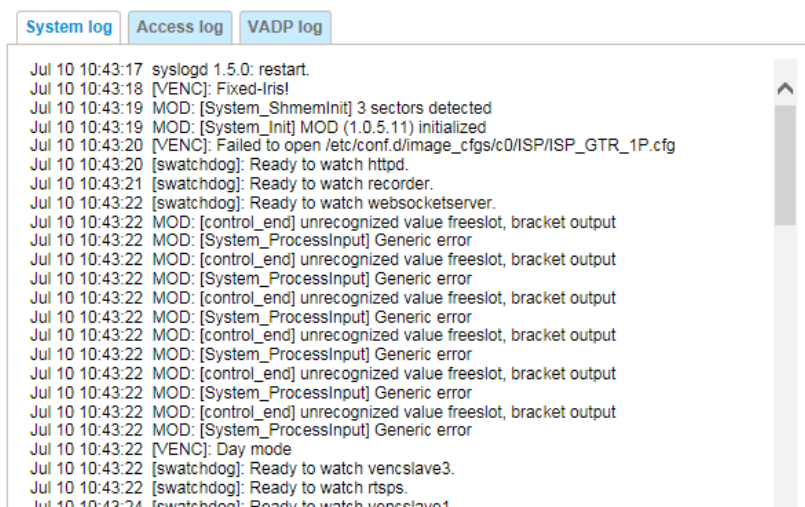 System log Access log VADP log
Jul 10 10:43:17 syslogd 1.5.0: restart.
Jul 10 10:43:18 [VENC]: Fixed-Iris!
Jul 10 10:43:19 MOD: [System_ShmemInit] 3 sectors detected
Jul 10 10:43:19 MOD: [System_Init] MOD (1.0.5.11) initialized
Jul 10 10:43:20 [VENC]: Failed to open /etc/conf.d/image_cfgs/c0/ISP/ISP_GTR_1P.cfg
Jul 10 10:43:20 [swatchdog]: Ready to watch httpd.
Jul 10 10:43:21 [swatchdog]: Ready to watch recorder.
Jul 10 10:43:22 [swatchdog]: Ready to watch websocketserver.
Jul 10 10:43:22 MOD: [control_end] unrecognized value freeslot, bracket output
Jul 10 10:43:22 MOD: [System_ProcessInput] Generic error
Jul 10 10:43:22 MOD: [control_end] unrecognized value freeslot, bracket output
Jul 10 10:43:22 MOD: [System_ProcessInput] Generic error
Jul 10 10:43:22 MOD: [control_end] unrecognized value freeslot, bracket output
Jul 10 10:43:22 MOD: [System_ProcessInput] Generic error
Jul 10 10:43:22 MOD: [control_end] unrecognized value freeslot, bracket output
Jul 10 10:43:22 MOD: [System_ProcessInput] Generic error
Jul 10 10:43:22 MOD: [control_end] unrecognized value freeslot, bracket output
Jul 10 10:43:22 MOD: [System_ProcessInput] Generic error
Jul 10 10:43:22 MOD: [control_end] unrecognized value freeslot, bracket output
Jul 10 10:43:22 MOD: [System_ProcessInput] Generic error
Jul 10 10:43:22 [VENC]: Day mode
Jul 10 10:43:22 [swatchdog]: Ready to watch vencslave3.
Jul 10 10:43:22 [swatchdog]: Ready to watch rtsps.
Jul 10 10:43:24 [swatchdog]: Ready to watch vencslave1.